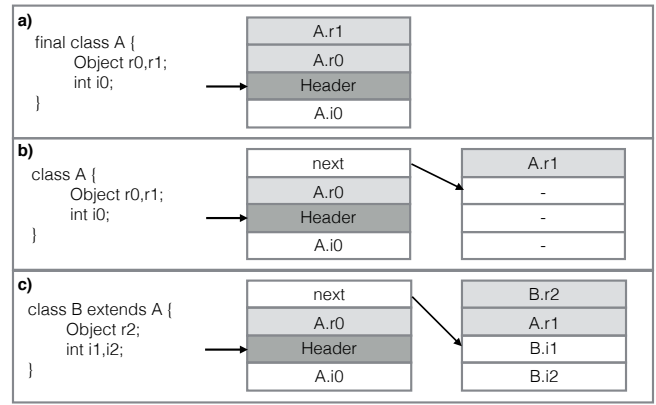 a)
final class A {
Object r0,r1;
int i0;
}
A.r1
A.r0
Header
A.i0
b)
class A {
Object r0,r1;
int i0;
}
next
A.r0
Header
A.i0
A.r1
-
-
-
c)
class B extends A {
Object r2;
int i1,i2;
}
next
A.r0
Header
A.i0
B.r2
A.r1
B.i1
B.i2